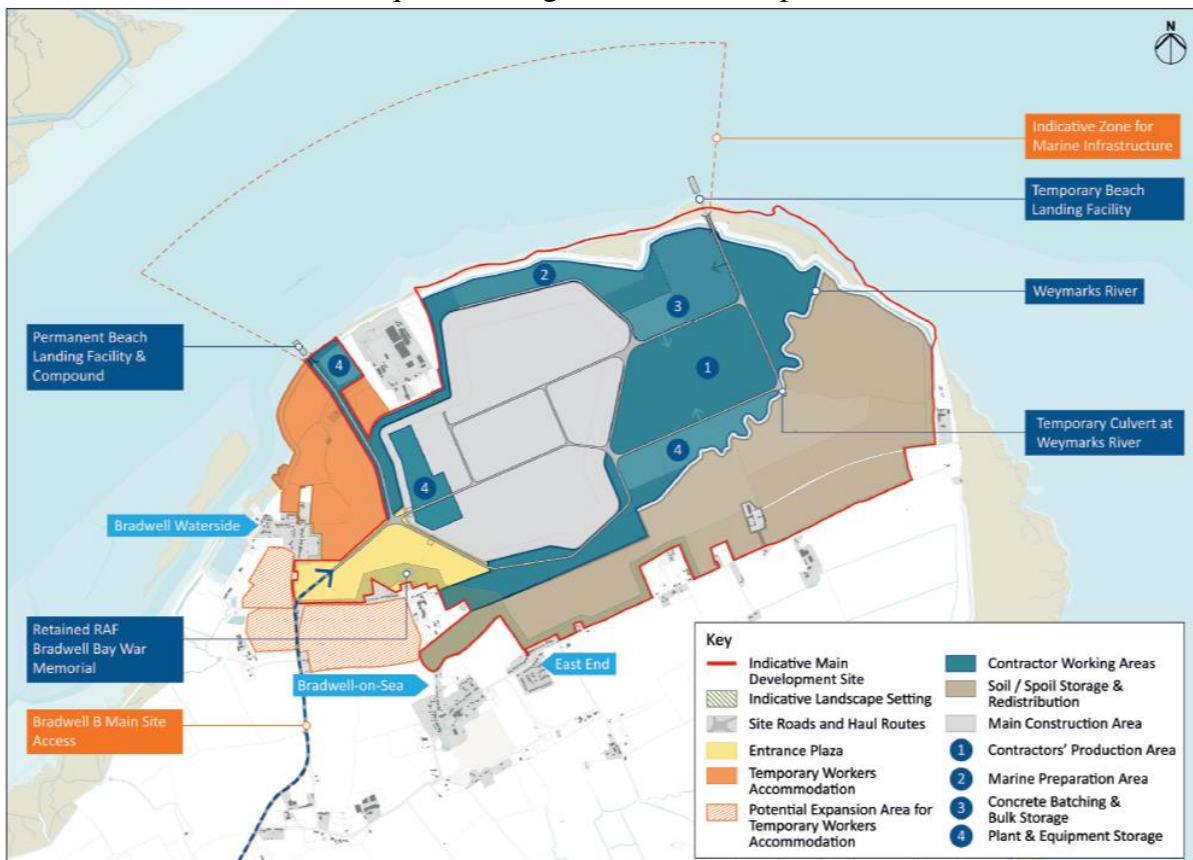 N
Indicative Zone for
Marine Infrastructure
Temporary Beach
Landing Facility
2
Weymarks River
3
Permanent Beach
Landing Facility &
Compound
4
1
Temporary Culvert at
Weymarks River
4
4
Bradwell Waterside
Retained RAF
Bradwell Bay War
Memorial
East End
Bradwell-on-Sea
Bradwell B Main Site
Access
Key
Indicative Main
Development Site
Indicative Landscape Setting
Site Roads and Haul Routes
Entrance Plaza
Temporary Workers
Accommodation
Potential Expansion Area for
Temporary Workers
Accommodation
Contractor Working Areas
Soil / Spoil Storage &
Redistribution
Main Construction Area
1 Contractors' Production Area
2 Marine Preparation Area
3 Concrete Batching &
Bulk Storage
4 Plant & Equipment Storage